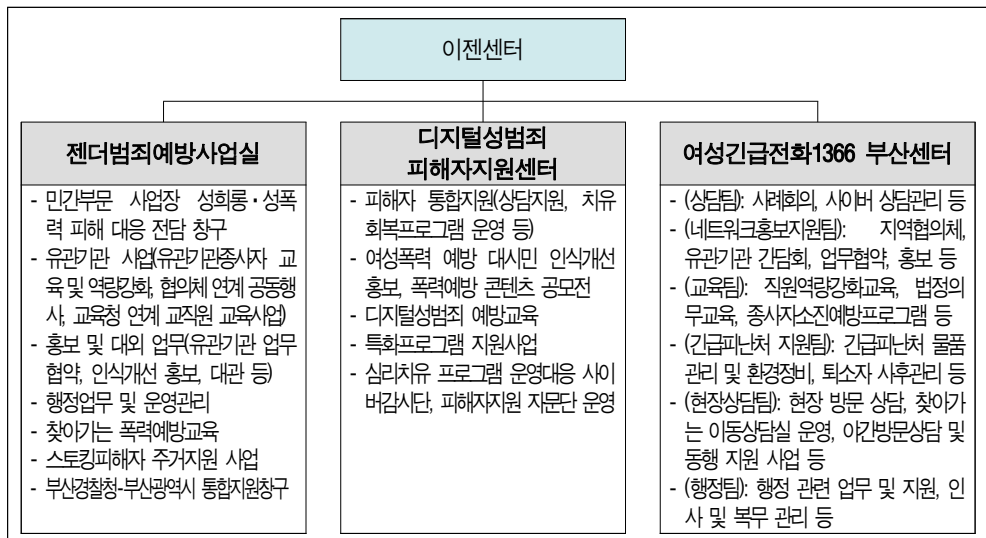 이젠센터
젠더범죄예방사업실
- 민간부문 사업장 성희롱·성폭
력 피해 대응 전담 창구
- 유관기관 사업(유관기관종사자 교
육 및 역량강화, 협의체 연계 공동행
사, 교육청 연계 교직원 교육사업)
- 홍보 및 대외 업무(유관기관 업무
협약, 인식개선 홍보, 대관 등)
- 행정업무 및 운영관리
- 찾아가는 폭력예방교육
- 스토킹피해자 주거지원 사업
- 부산경찰청-부산광역시 통합지원창구
디지털성범죄
피해자지원센터
- 피해자 통합지원(상담지원, 치유
회복프로그램 운영 등)
- 여성폭력 예방 대시민 인식개선
홍보, 폭력예방 콘텐츠 공모전
- 디지털성범죄 예방교육
- 특화프로그램 지원사업
- 심리치유 프로그램 운영대응 사이
버감시단, 피해자지원 자문단 운영
여성긴급전화1366 부산센터
- (상담팀): 사례회의, 사이버 상담관리 등
- (네트워크홍보지원팀): 지역협의체,
유관기관 간담회, 업무협약, 홍보 등
- (교육팀): 직원역량강화교육, 법정의
무교육, 종사자소진예방프로그램 등
- (긴급피난처 지원팀): 긴급피난처 물품
관리 및 환경정비, 퇴소자 사후관리 등
- (현장상담팀): 현장 방문 상담, 찾아가
는 이동상담실 운영, 야간방문상담 및
동행 지원 사업 등
- (행정팀): 행정 관련 업무 및 지원, 인
사 및 복무 관리 등